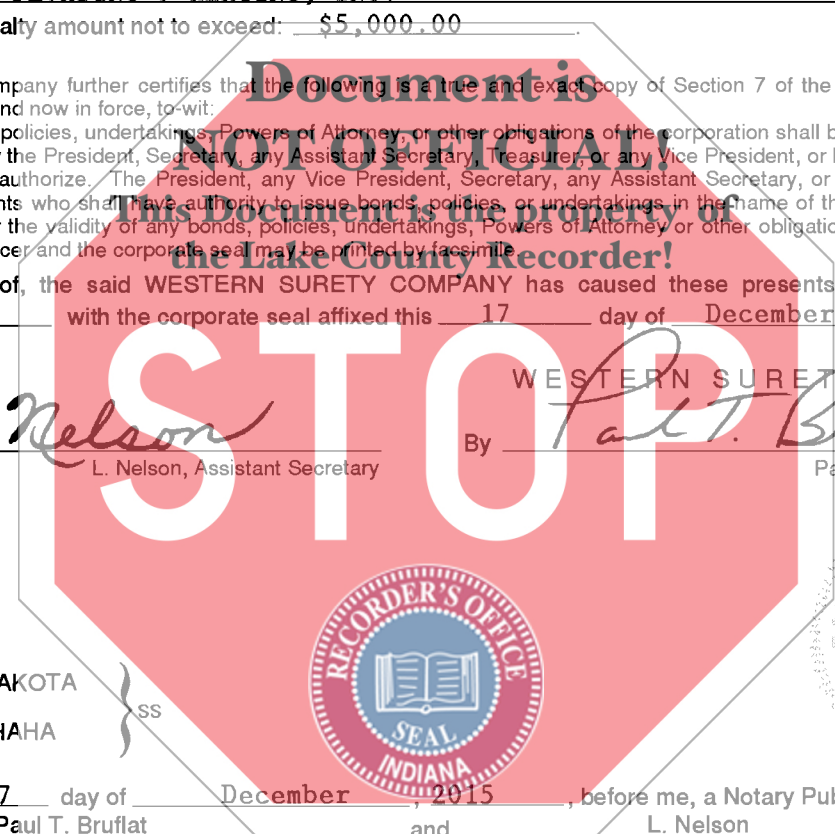 alty amount not to exceed: $5,000.00.
Document is
mpany further certifies that the following is a true and exact copy of Section 7 of the
nd now in force, to-wit:
policies, undertakings, Powers of Attorney, or other obligations of the corporation shall b
NOT OFFICIAL!
the President, Secretary, any Assistant Secretary, Treasurer, or any Vice President, or
authorize. The President, any Vice President, Secretary, any Assistant Secretary, or
nts who shall have authority to issue bonds, policies, or undertakings in the name of th
This Document is the property of
the validity of any bonds, policies, undertakings, Powers of Attorney or other obligatio
cer and the corporate seal may be printed by facsimile.
the Lake County Recorder!
of, the said WESTERN SURETY COMPANY has caused these presents
with the corporate seal affixed this 17 day of December
STOP
WESTERN SURET
Nelson
Paul T. B
By
L. Nelson, Assistant Secretary
Pa
RECORDER'S OFFICE
SEAL
INDIANA
AKOTA
SS
HAHA
7 day of December, 2015, before me, a Notary Pub
Paul T. Bruflat and L. Nelson